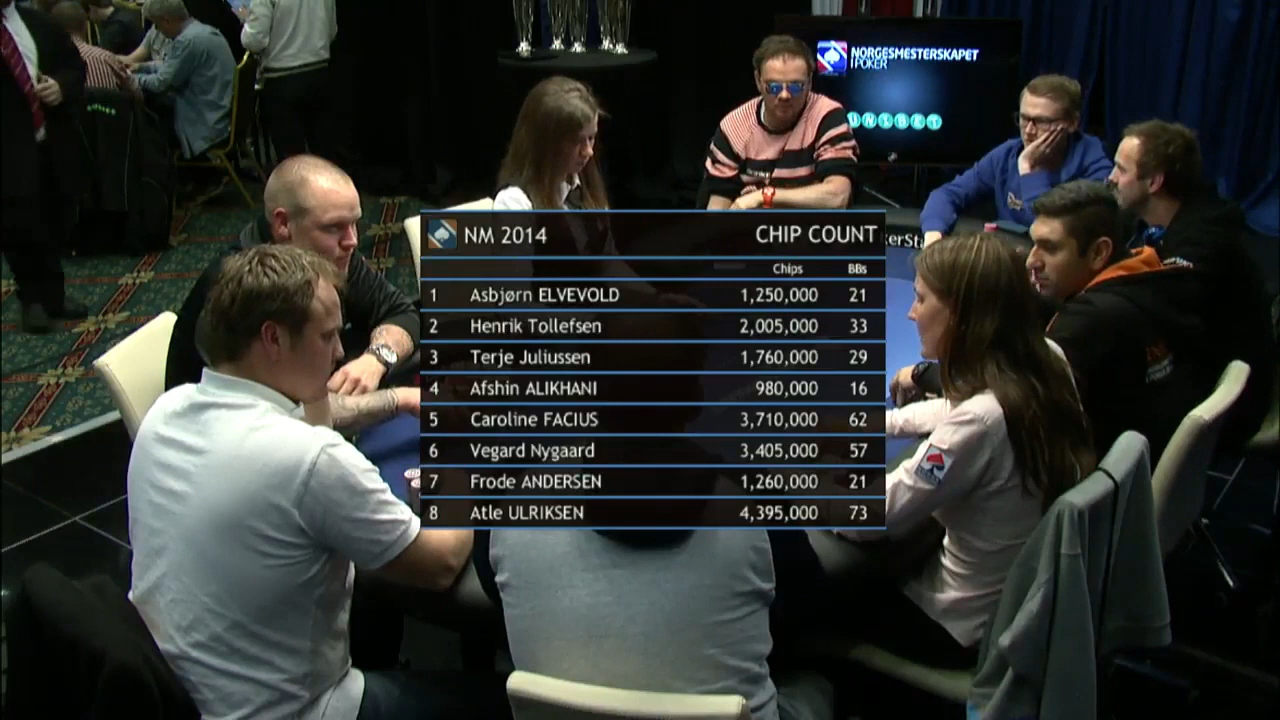 NORGESMESTERSKAPET
I POKER
UNIBET
NM 2014 CHIP COUNT
Chips BBs
1 Asbjørn ELVEVOLD 1,250,000 21
2 Henrik Tollefsen 2,005,000 33
3 Terje Juliussen 1,760,000 29
4 Afshin ALIKHANI 980,000 16
5 Caroline FACIUS 3,710,000 62
6 Vegard Nygaard 3,405,000 57
7 Frode ANDERSEN 1,260,000 21
8 Atle ULRIKSEN 4,395,000 73
kerSta